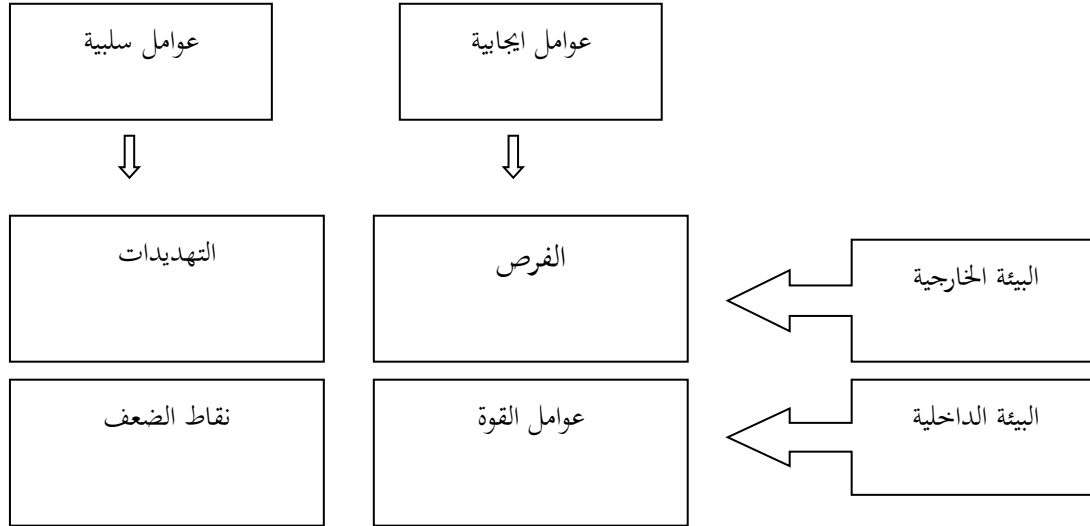 عوامل ايجابية
عوامل سلبية
البيئة الخارجية
الفرص
التهديدات
البيئة الداخلية
عوامل القوة
نقاط الضعف